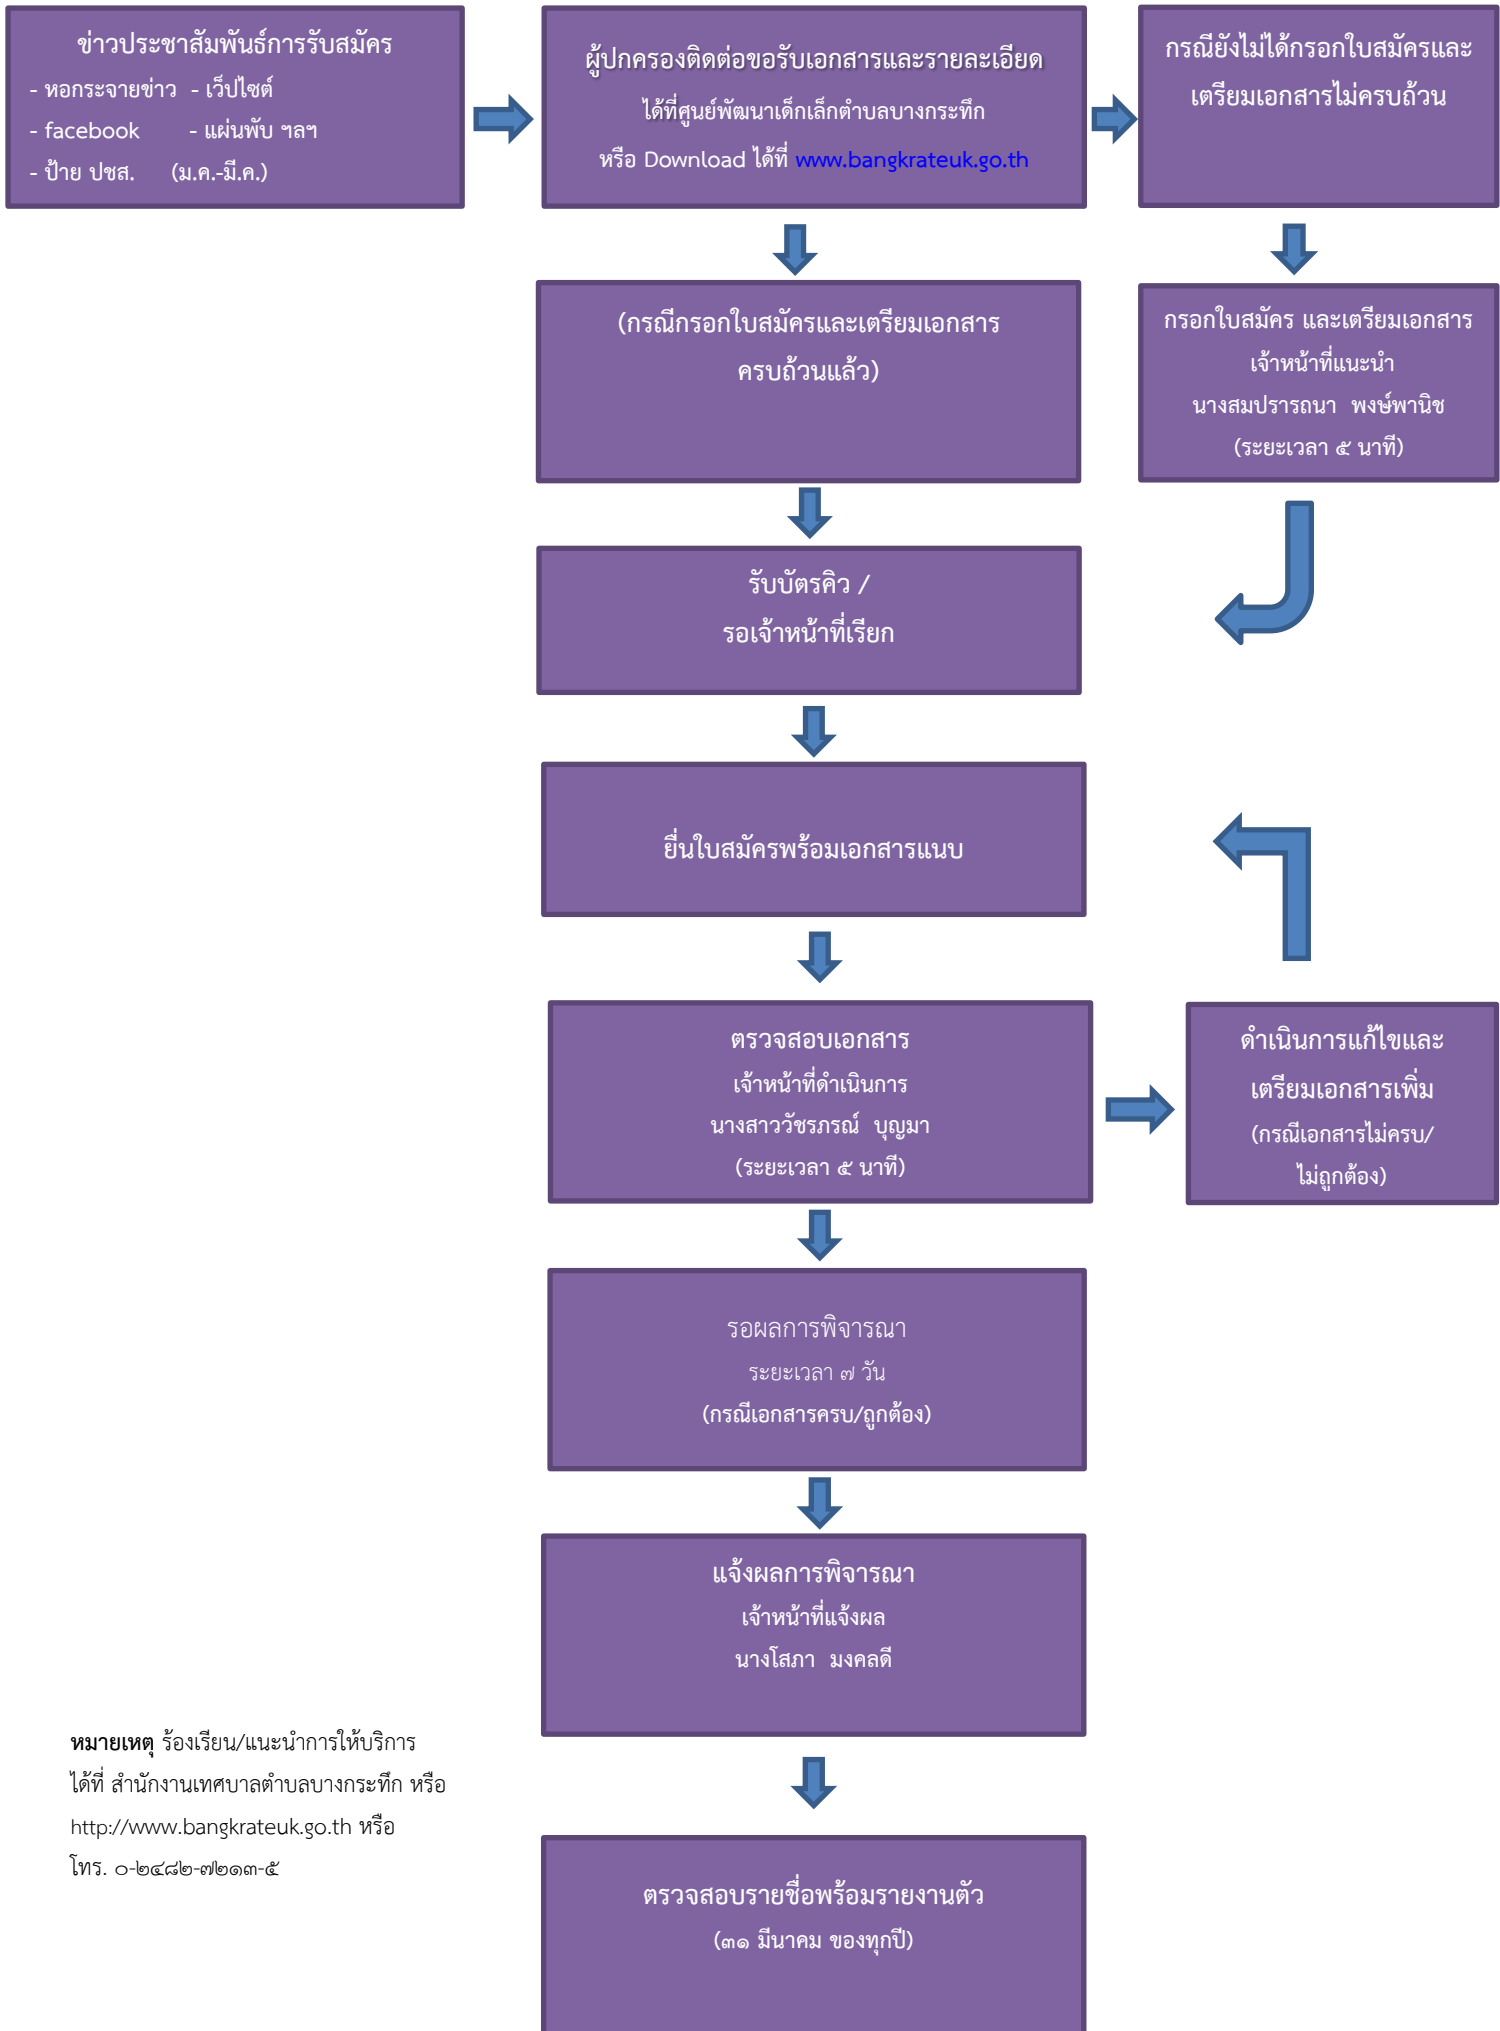 ข่าวประชาสัมพันธ์การรับสมัคร
- หอกระจายข่าว - เว็ปไซต์
- facebook - แผ่นพับ ฯลฯ
- ป้าย ปชส. (ม.ค.-มี.ค.)
ผู้ปกครองติดต่อขอรับเอกสารและรายละเอียด
ได้ที่ศูนย์พัฒนาเด็กเล็กตำบลบางกระทึก
หรือ Download ได้ที่ www.bangkrateuk.go.th
กรณียังไม่ได้กรอกใบสมัครและ
เตรียมเอกสารไม่ครบถ้วน
(กรณีกรอกใบสมัครและเตรียมเอกสาร
ครบถ้วนแล้ว)
กรอกใบสมัคร และเตรียมเอกสาร
เจ้าหน้าที่แนะนำ
นางสมปรารถนา พงษ์พานิช
(ระยะเวลา ๕ นาที)
รับบัตรคิว /
รอเจ้าหน้าที่เรียก
ยื่นใบสมัครพร้อมเอกสารแนบ
ตรวจสอบเอกสาร
เจ้าหน้าที่ดำเนินการ
นางสาววัชรภรณ์ บุญมา
(ระยะเวลา ๕ นาที)
ดำเนินการแก้ไขและ
เตรียมเอกสารเพิ่ม
(กรณีเอกสารไม่ครบ/
ไม่ถูกต้อง)
รอผลการพิจารณา
ระยะเวลา ๗ วัน
(กรณีเอกสารครบ/ถูกต้อง)
แจ้งผลการพิจารณา
เจ้าหน้าที่แจ้งผล
นางโสภา มงคลดี
หมายเหตุ ร้องเรียน/แนะนำการให้บริการ
ได้ที่ สำนักงานเทศบาลตำบลบางกระทึก หรือ
http://www.bangkrateuk.go.th หรือ
โทร. ๐-๒๔๘๒-๗๒๑๓-๕
ตรวจสอบรายชื่อพร้อมรายงานตัว
(๓๑ มีนาคม ของทุกปี)